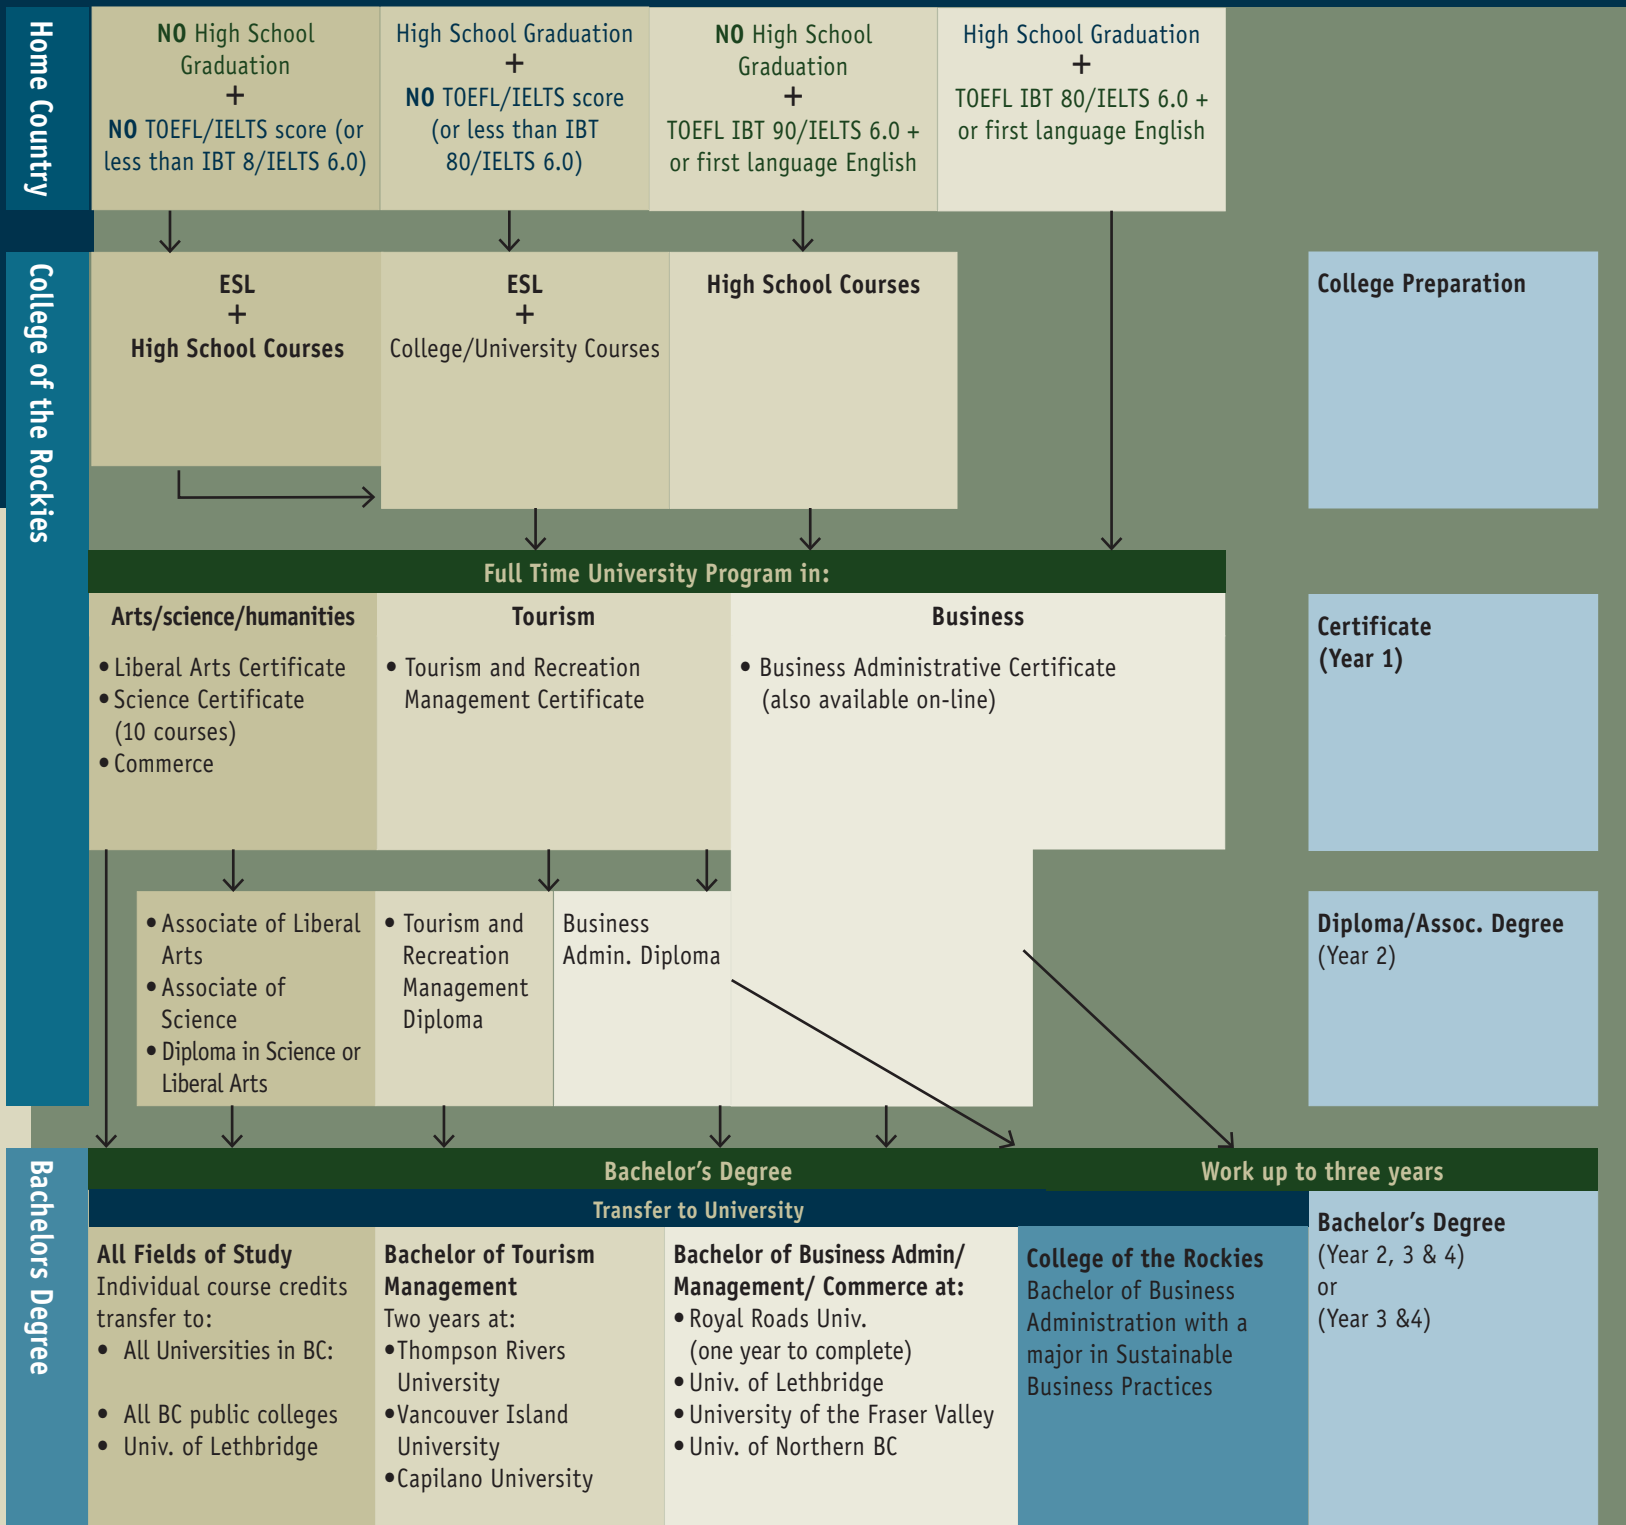 Home Country
NO High School
Graduation
+
NO TOEFL/IELTS score (or
less than IBT 8/IELTS 6.0)
High School Graduation
+
NO TOEFL/IELTS score
(or less than IBT
80/IELTS 6.0)
NO High School
Graduation
+
TOEFL IBT 90/IELTS 6.0 +
or first language English
High School Graduation
+
TOEFL IBT 80/IELTS 6.0 +
or first language English
College of the Rockies
ESL
+
High School Courses
ESL
+
College/University Courses
High School Courses
College Preparation
Full Time University Program in:
Arts/science/humanities
• Liberal Arts Certificate
• Science Certificate
(10 courses)
• Commerce
Tourism
• Tourism and Recreation
Management Certificate
Business
• Business Administrative Certificate
(also available on-line)
Certificate
(Year 1)
• Associate of Liberal
Arts
• Associate of
Science
• Diploma in Science or
Liberal Arts
• Tourism and
Recreation
Management
Diploma
Business
Admin. Diploma
Diploma/Assoc. Degree
(Year 2)
Bachelors Degree
Bachelor's Degree
Work up to three years
Transfer to University
All Fields of Study
Individual course credits
transfer to:
• All Universities in BC:
• All BC public colleges
• Univ. of Lethbridge
Bachelor of Tourism
Management
Two years at:
•Thompson Rivers
University
•Vancouver Island
University
•Capilano University
Bachelor of Business Admin/
Management/ Commerce at:
• Royal Roads Univ.
(one year to complete)
• Univ. of Lethbridge
• University of the Fraser Valley
• Univ. of Northern BC
College of the Rockies
Bachelor of Business
Administration with a
major in Sustainable
Business Practices
Bachelor's Degree
(Year 2, 3 & 4)
or
(Year 3 &4)